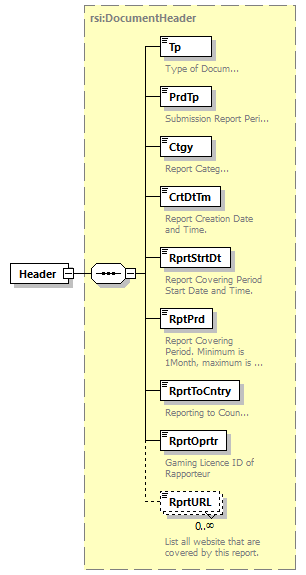 rsi:DocumentHeader
Tp
Type of Docum...
PrdTp
Submission Report Peri...
Ctgy
Report Categ...
CrtDtTm
Report Creation Date
and Time.
RprtStrtDt
Report Covering Period
Start Date and Time.
Header
RptPrd
Report Covering
Period. Minimum is
1Month, maximum is ...
RprtToCntry
Reporting to Coun...
RprtOprtr
Gaming Licence ID of
Rapporteur
RprtURL
0..∞
List all website that are
covered by this report.